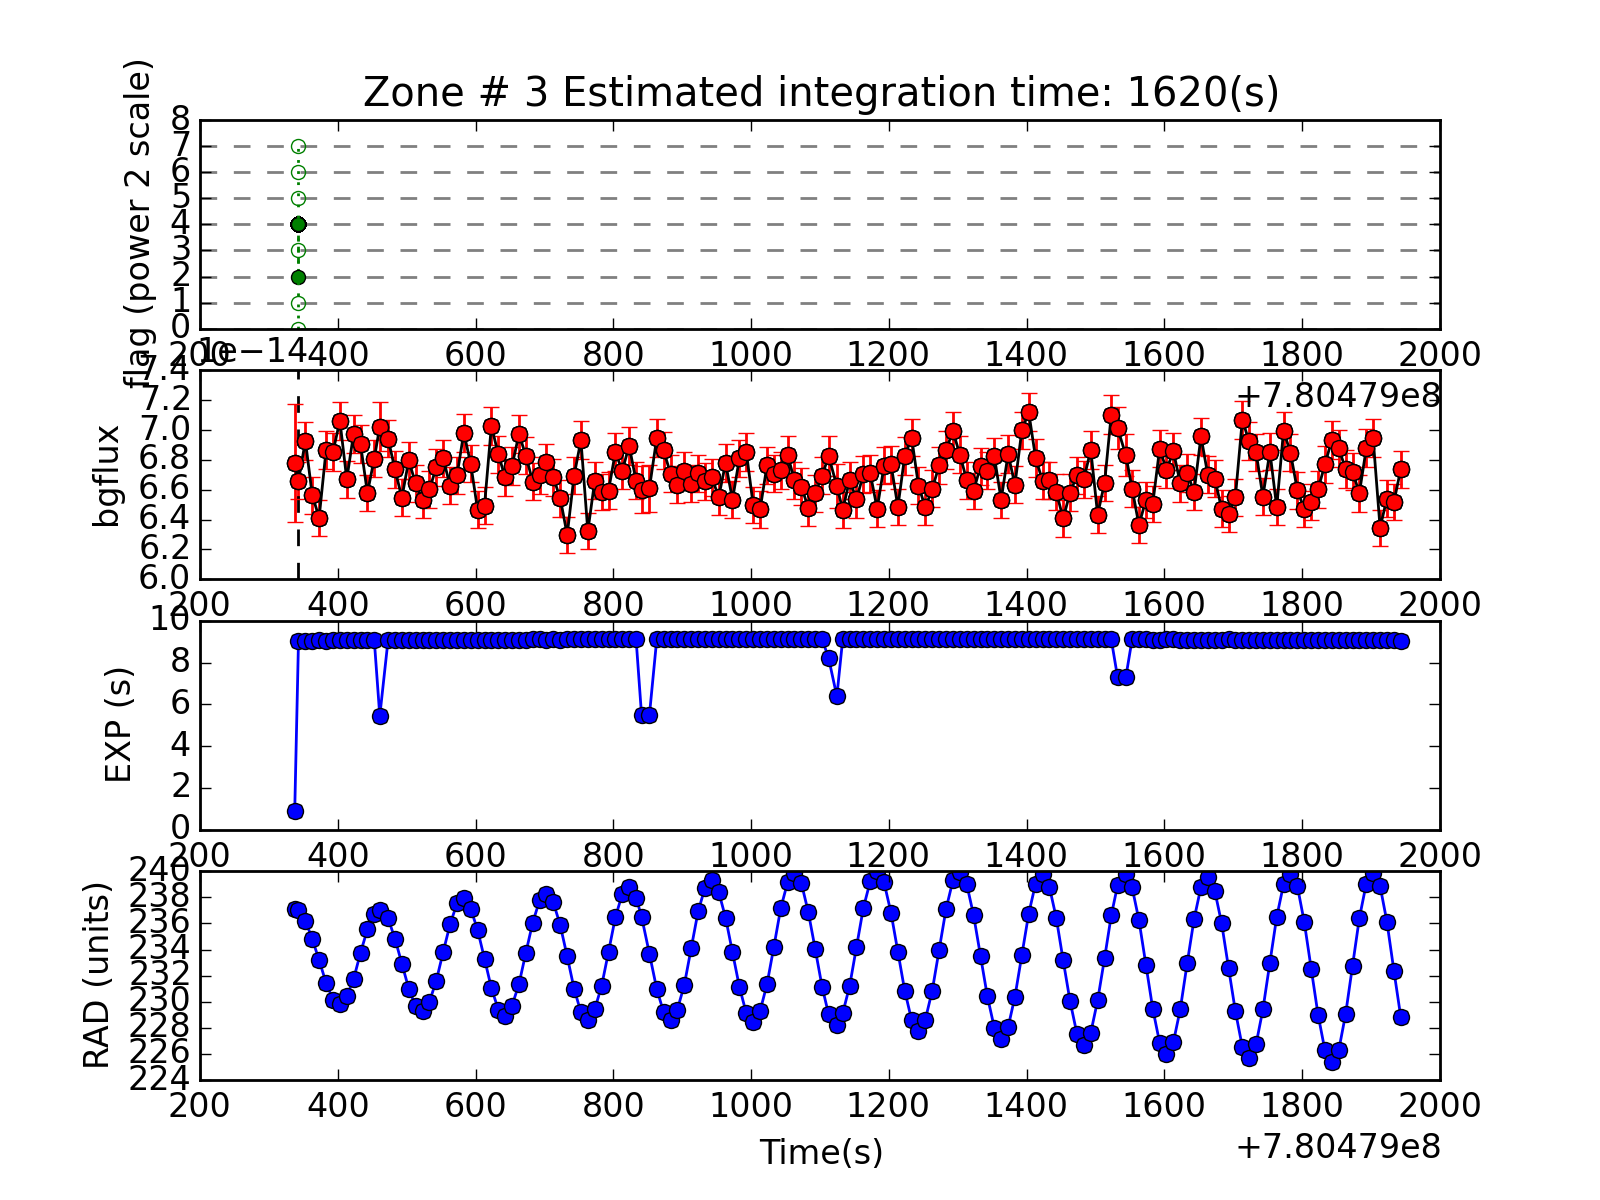 Zone # 3 Estimated integration time: 1620(s)
flag (power 2 scale)
8
7
6
5
4
3
2
1
0
200 400 600 800 1000 1200 1400 1600 1800 2000
1e−14
+7.80479e8
bgflux
7.4
7.2
7.0
6.8
6.6
6.4
6.2
6.0
200 400 600 800 1000 1200 1400 1600 1800 2000
EXP (s)
10
8
6
4
2
0
200 400 600 800 1000 1200 1400 1600 1800 2000
RAD (units)
240
238
236
234
232
230
228
226
224
200 400 600 800 1000 1200 1400 1600 1800 2000
Time(s)
+7.80479e8